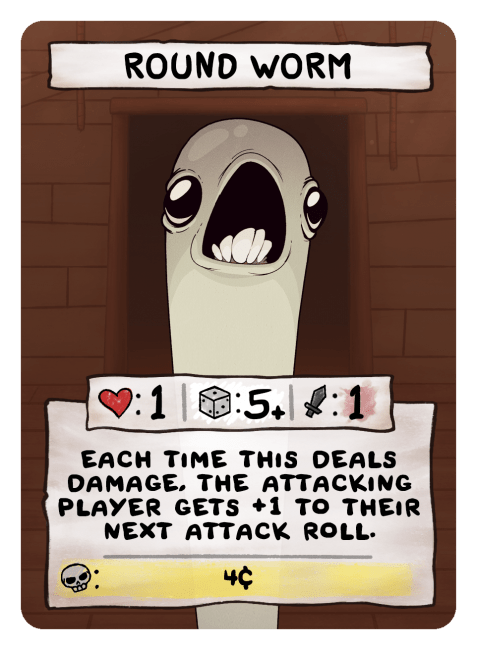 ROUND WORM
:1 :5+ :1
EACH TIME THIS DEALS
DAMAGE, THE ATTACKING
PLAYER GETS +1 TO THEIR
NEXT ATTACK ROLL.
: 4¢